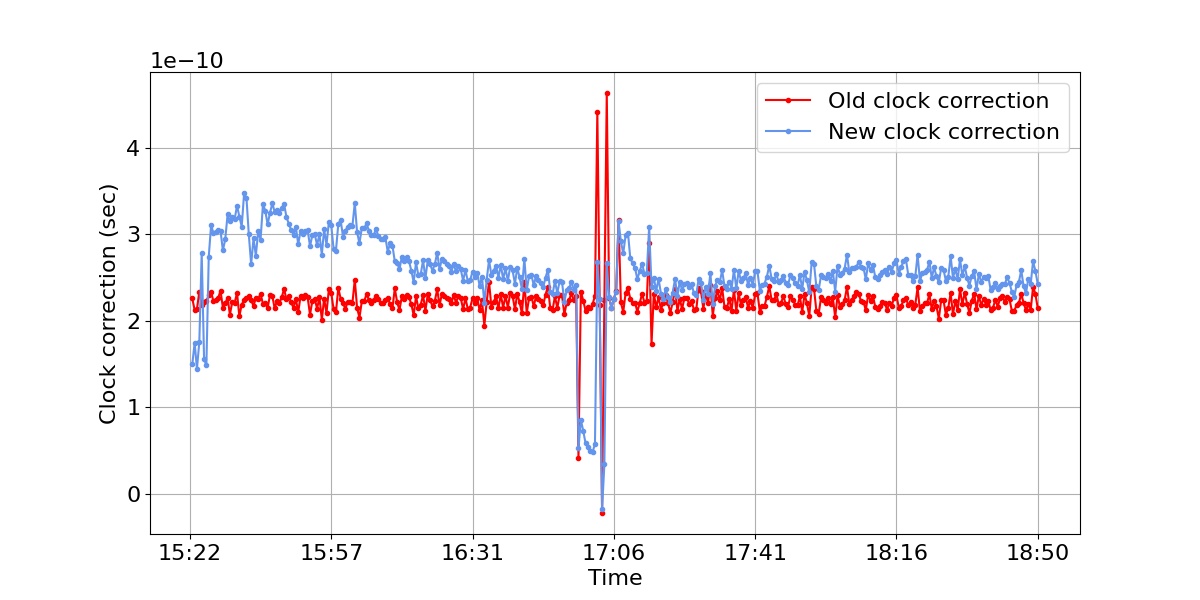 1e−10
Old clock correction
New clock correction
Clock correction (sec)
4
3
2
1
0
15:22 15:57 16:31 17:06 17:41 18:16 18:50
Time